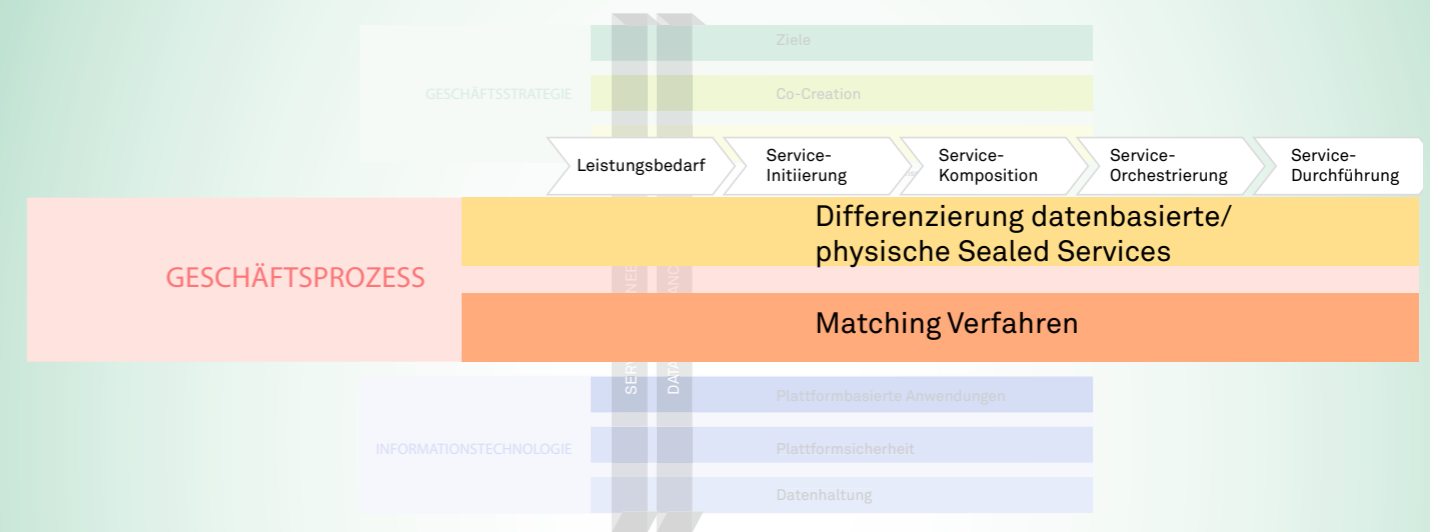 Ziele
GESCHÄFTSSTRATEGIE
Co-Creation
Leistungsbedarf
Service-
Initiierung
Service-
Komposition
Service-
Orchestrierung
Service-
Durchführung
Differenzierung datenbasierte/
physische Sealed Services
GESCHÄFTSPROZESS
Matching Verfahren
Plattformbasierte Anwendungen
INFORMATIONSTECHNOLOGIE
Plattformsicherheit
Datenhaltung